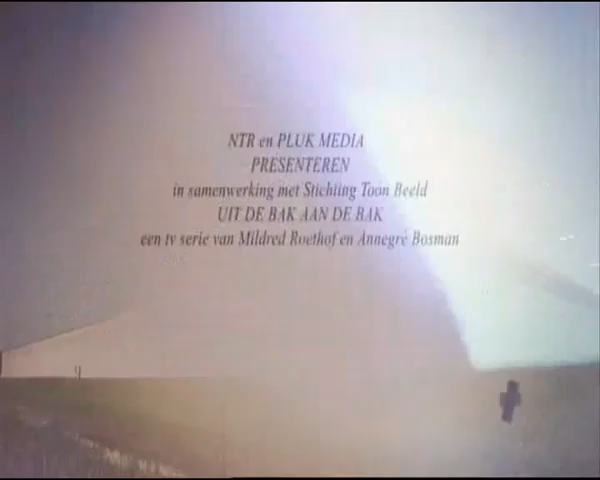 NTR en PLUK MEDIA
PRESENTEREN
in samenwerking met Stichting Toon Beeld
UIT DE BAK AAN DE BAK
een tv serie van Mildred Roethof en Annegré Bosman